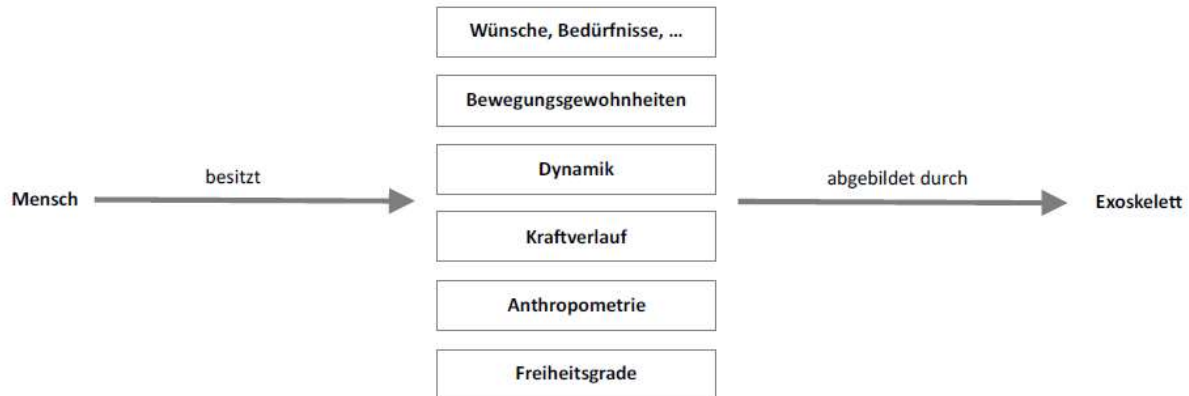 Wünsche, Bedürfnisse, ...
Bewegungsgewohnheiten
Dynamik
besitzt
abgebildet durch
Mensch
Exoskelett
Kraftverlauf
Anthropometrie
Freiheitsgrade